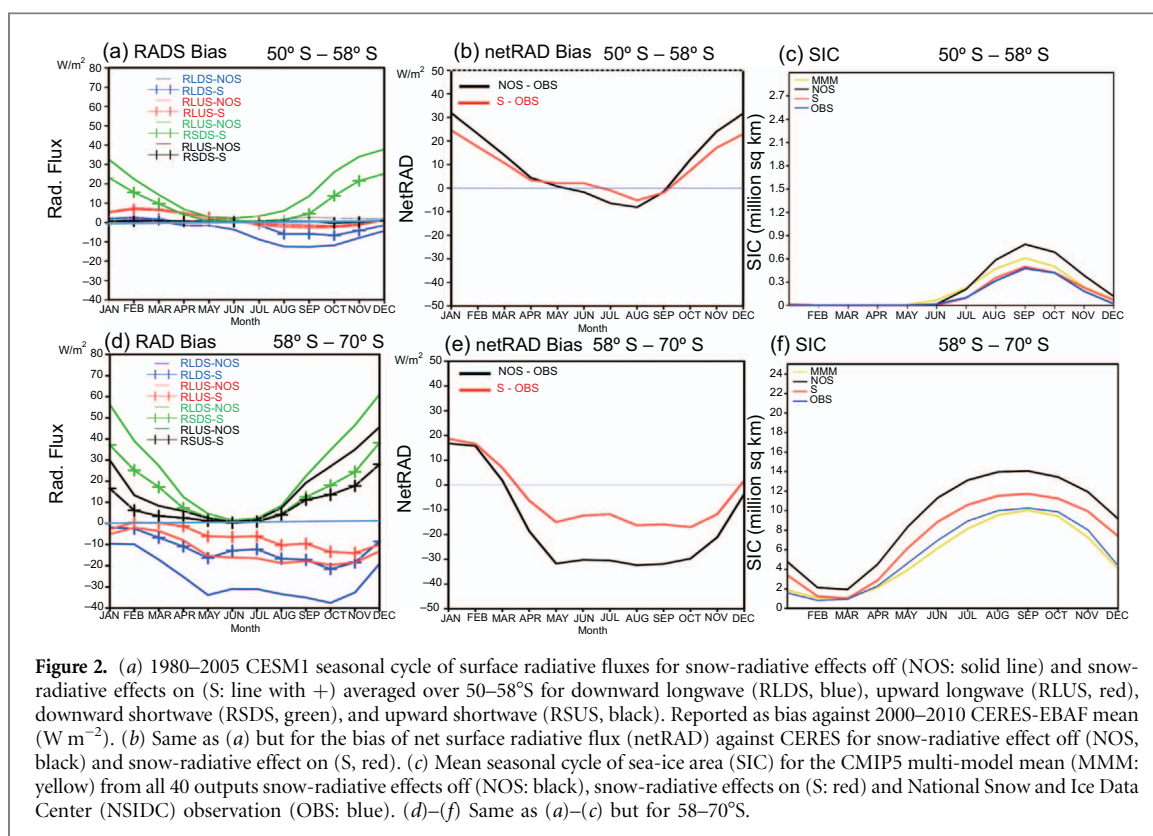 (a) RADS Bias 50º S – 58º S
W/m²
80
70
60
50
40
30
20
10
0
−10
−20
−30
−40
Rad. Flux
RLDS-NOS
RLDS-S
RLUS-NOS
RLUS-S
RLUS-NOS
RSDS-S
RLUS-NOS
RSDS-S
JAN FEB MAR APR MAY JUN JUL AUG SEP OCT NOV DEC
Month
(b) netRAD Bias 50º S – 58º S
W/m²
50
40
30
20
10
0
−10
−20
−30
−40
−50
NetRAD
NOS - OBS
S - OBS
JAN FEB MAR APR MAY JUN JUL AUG SEP OCT NOV DEC
Month
(c) SIC 50º S – 58º S
2.7
2.4
2.1
1.8
1.5
1.2
0.9
0.6
0.3
0
SIC (million sq km)
MMM
NOS
S
OBS
FEB MAR APR MAY JUN JUL AUG SEP OCT NOV DEC
(d) RAD Bias 58º S – 70º S
W/m²
80
70
60
50
40
30
20
10
0
−10
−20
−30
−40
Rad. Flux
RLDS-NOS
RLDS-S
RLUS-NOS
RLUS-S
RLDS-NOS
RSDS-S
RLUS-NOS
RSUS-S
JAN FEB MAR APR MAY JUN JUL AUG SEP OCT NOV DEC
Month
(e) netRAD Bias 58º S – 70º S
W/m²
50
40
30
20
10
0
−10
−20
−30
−40
−50
NetRAD
NOS - OBS
S - OBS
JAN FEB MAR APR MAY JUN JUL AUG SEP OCT NOV DEC
Month
(f) SIC 58º S – 70º S
24
22
20
18
16
14
12
10
8
6
4
2
0
SIC (million sq km)
MMM
NOS
S
OBS
FEB MAR APR MAY JUN JUL AUG SEP OCT NOV DEC
Figure 2. (a) 1980–2005 CESM1 seasonal cycle of surface radiative fluxes for snow-radiative effects off (NOS: solid line) and snow-
radiative effects on (S: line with +) averaged over 50–58°S for downward longwave (RLDS, blue), upward longwave (RLUS, red),
downward shortwave (RSDS, green), and upward shortwave (RSUS, black). Reported as bias against 2000–2010 CERES-EBAF mean
(W m⁻²). (b) Same as (a) but for the bias of net surface radiative flux (netRAD) against CERES for snow-radiative effect off (NOS,
black) and snow-radiative effect on (S, red). (c) Mean seasonal cycle of sea-ice area (SIC) for the CMIP5 multi-model mean (MMM:
yellow) from all 40 outputs snow-radiative effects off (NOS: black), snow-radiative effects on (S: red) and National Snow and Ice Data
Center (NSIDC) observation (OBS: blue). (d)–(f) Same as (a)–(c) but for 58–70°S.